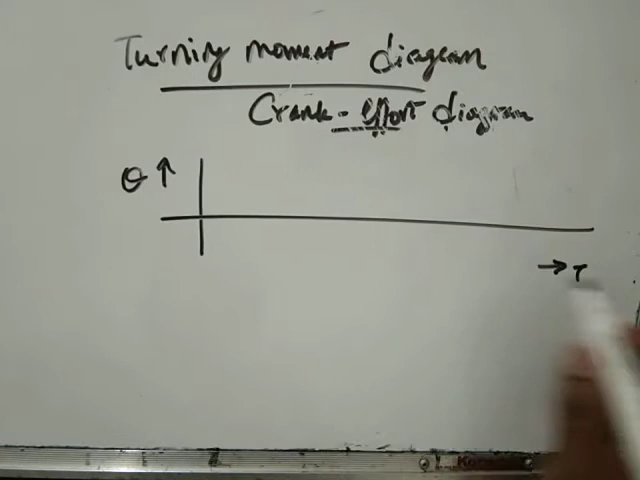 Turning moment diagram
Crank-effort diagram
θ ↑
→ T